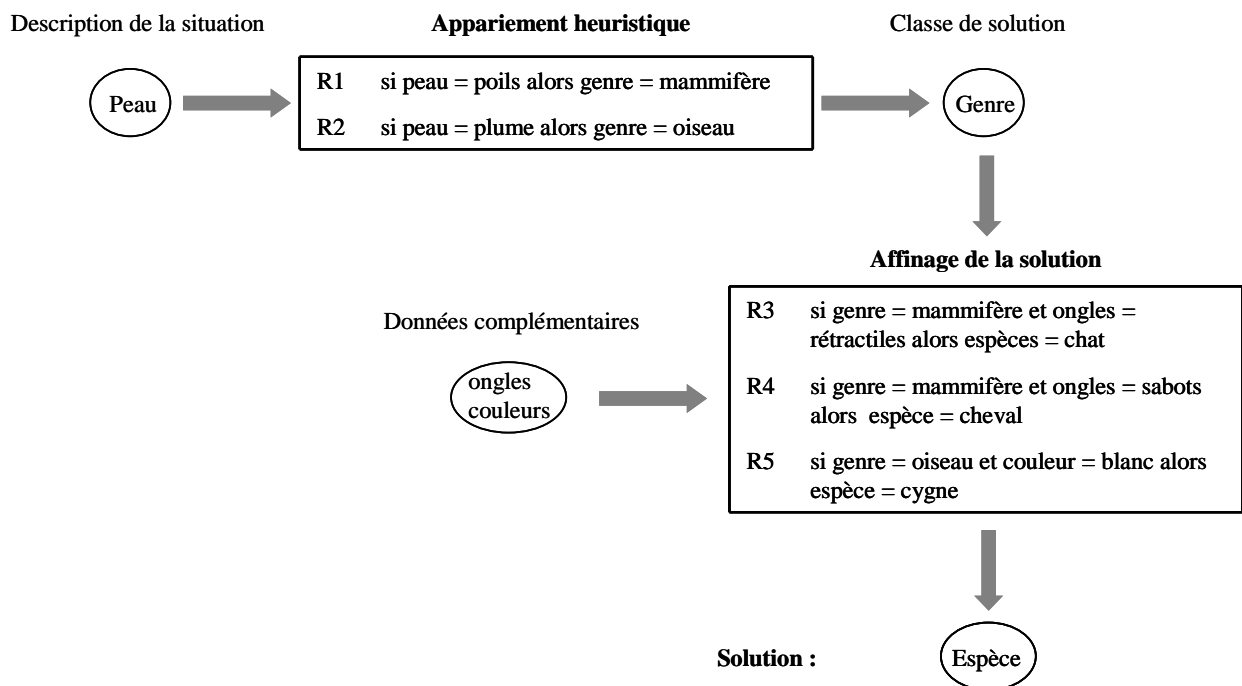 Description de la situation
Appariement heuristique
Classe de solution
Peau
R1 si peau = poils alors genre = mammifère
R2 si peau = plume alors genre = oiseau
Genre
Affinage de la solution
Données complémentaires
ongles
couleurs
R3 si genre = mammifère et ongles =
rétractiles alors espèces = chat
R4 si genre = mammifère et ongles = sabots
alors espèce = cheval
R5 si genre = oiseau et couleur = blanc alors
espèce = cygne
Solution :
Espèce